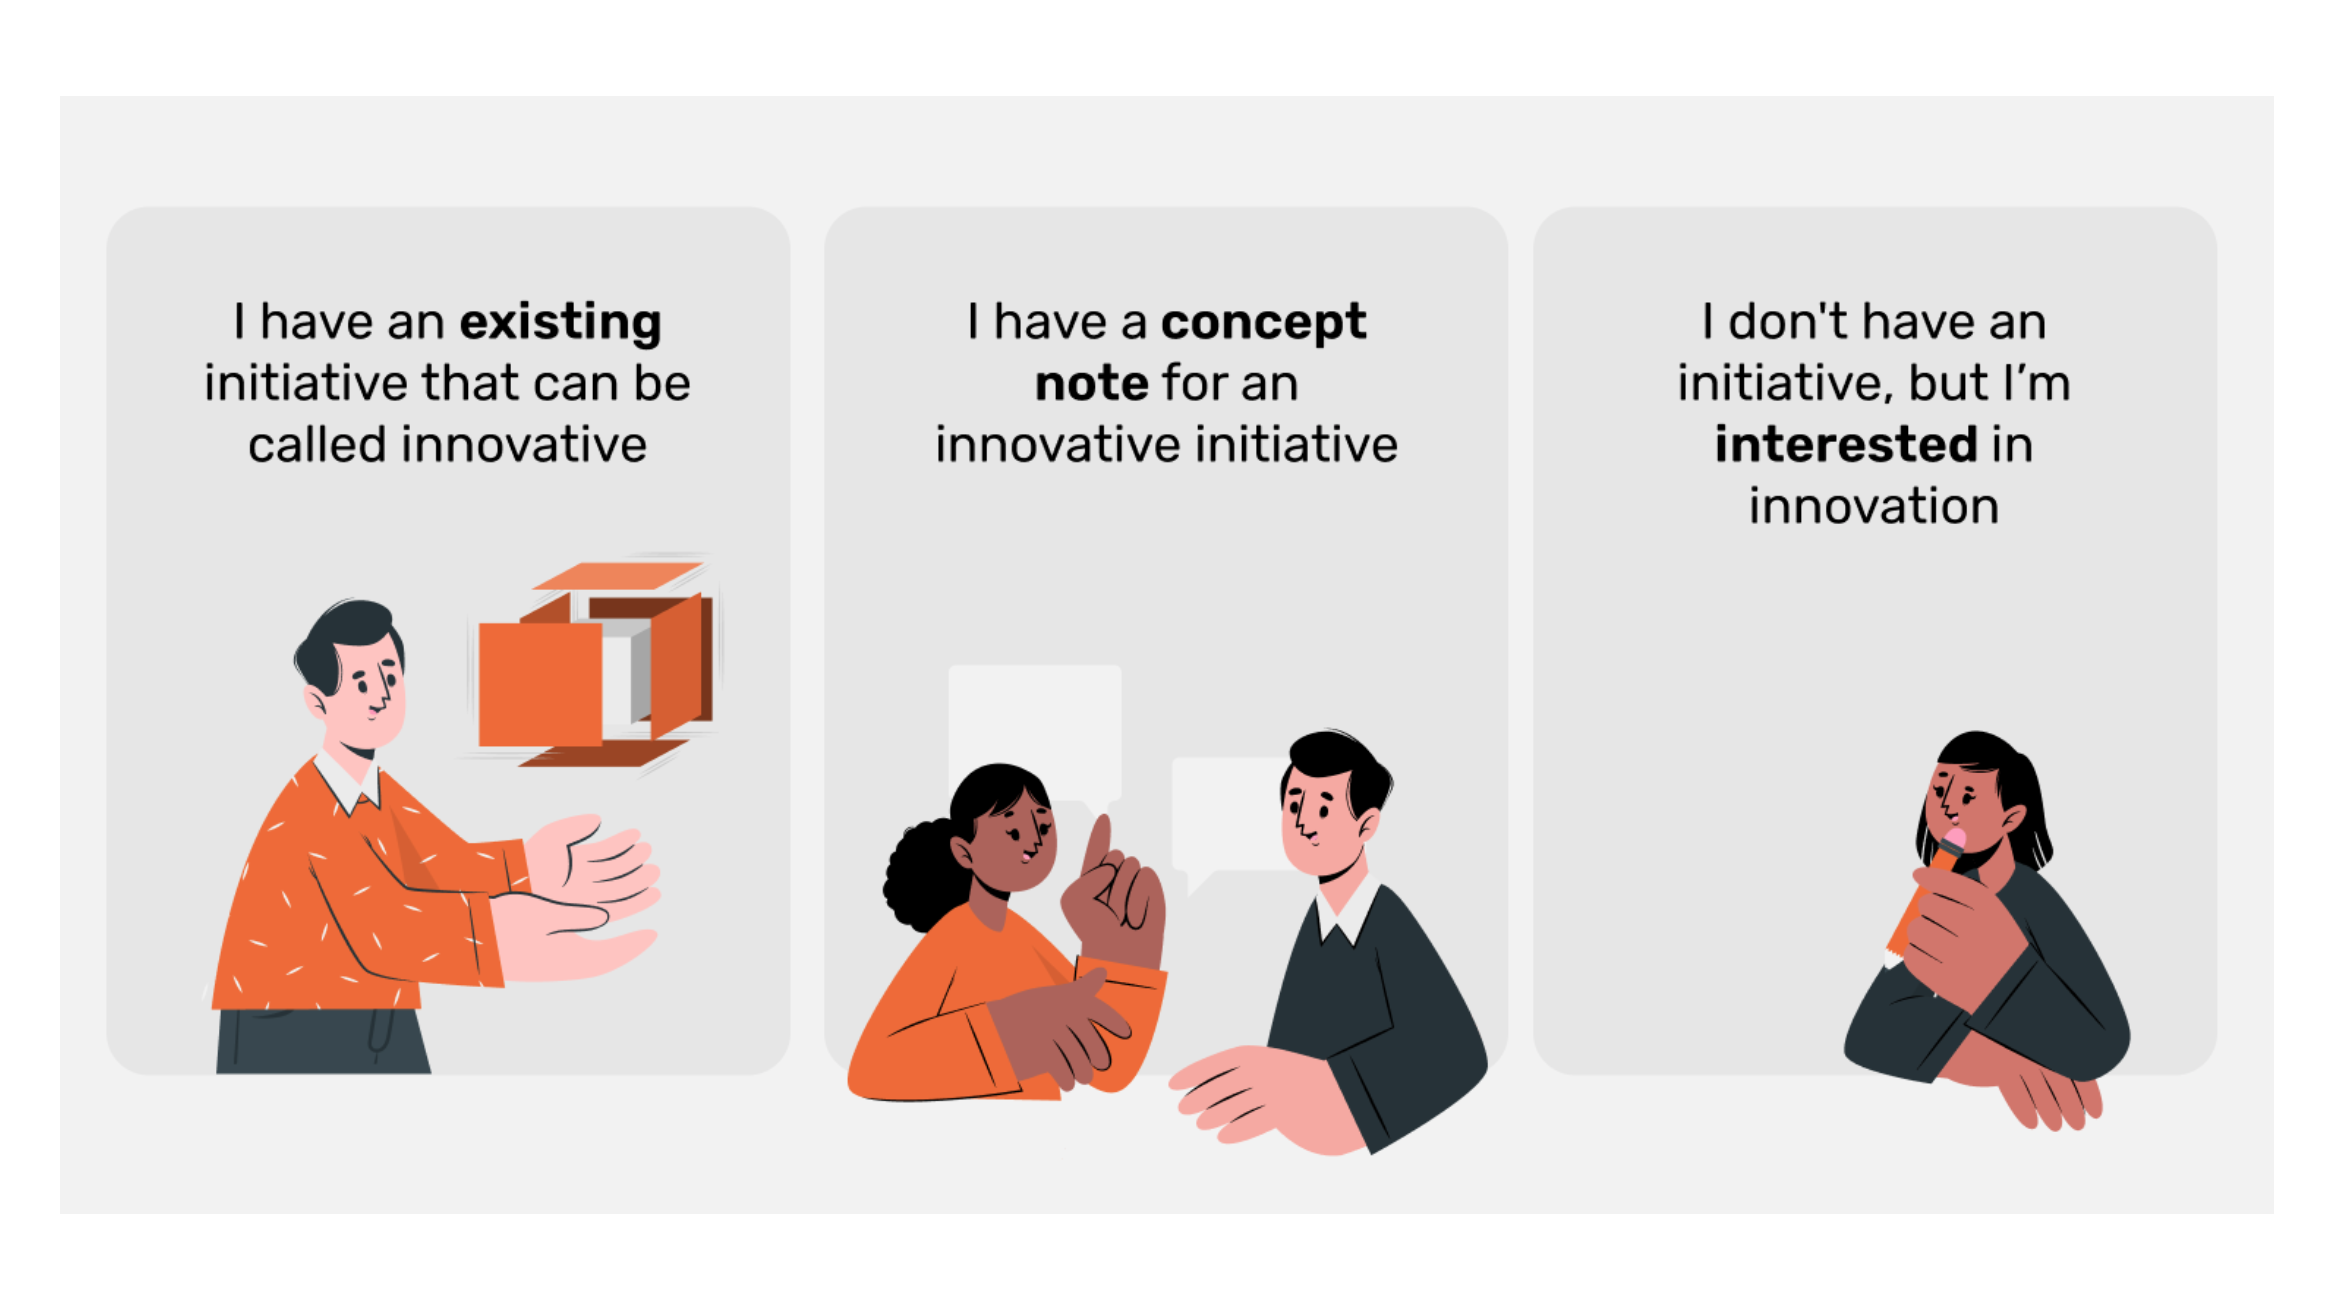 I have an existing
initiative that can be
called innovative
I have a concept
note for an
innovative initiative
I don't have an
initiative, but I’m
interested in
innovation